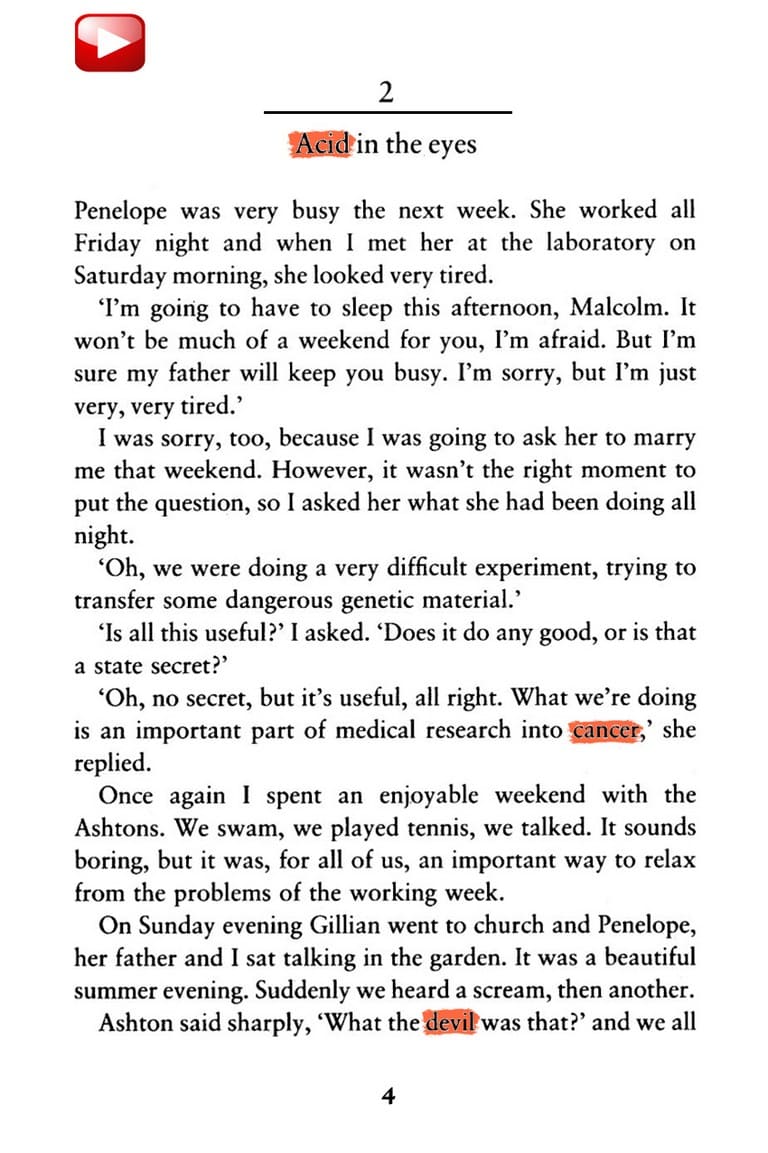 2
Acid in the eyes
Penelope was very busy the next week. She worked all
Friday night and when I met her at the laboratory on
Saturday morning, she looked very tired.
‘I’m going to have to sleep this afternoon, Malcolm. It
won’t be much of a weekend for you, I’m afraid. But I’m
sure my father will keep you busy. I’m sorry, but I’m just
very, very tired.’
I was sorry, too, because I was going to ask her to marry
me that weekend. However, it wasn’t the right moment to
put the question, so I asked her what she had been doing all
night.
‘Oh, we were doing a very difficult experiment, trying to
transfer some dangerous genetic material.’
‘Is all this useful?’ I asked. ‘Does it do any good, or is that
a state secret?’
‘Oh, no secret, but it’s useful, all right. What we’re doing
is an important part of medical research into cancer,’ she
replied.
Once again I spent an enjoyable weekend with the
Ashtons. We swam, we played tennis, we talked. It sounds
boring, but it was, for all of us, an important way to relax
from the problems of the working week.
On Sunday evening Gillian went to church and Penelope,
her father and I sat talking in the garden. It was a beautiful
summer evening. Suddenly we heard a scream, then another.
Ashton said sharply, ‘What the devil was that?’ and we all
4